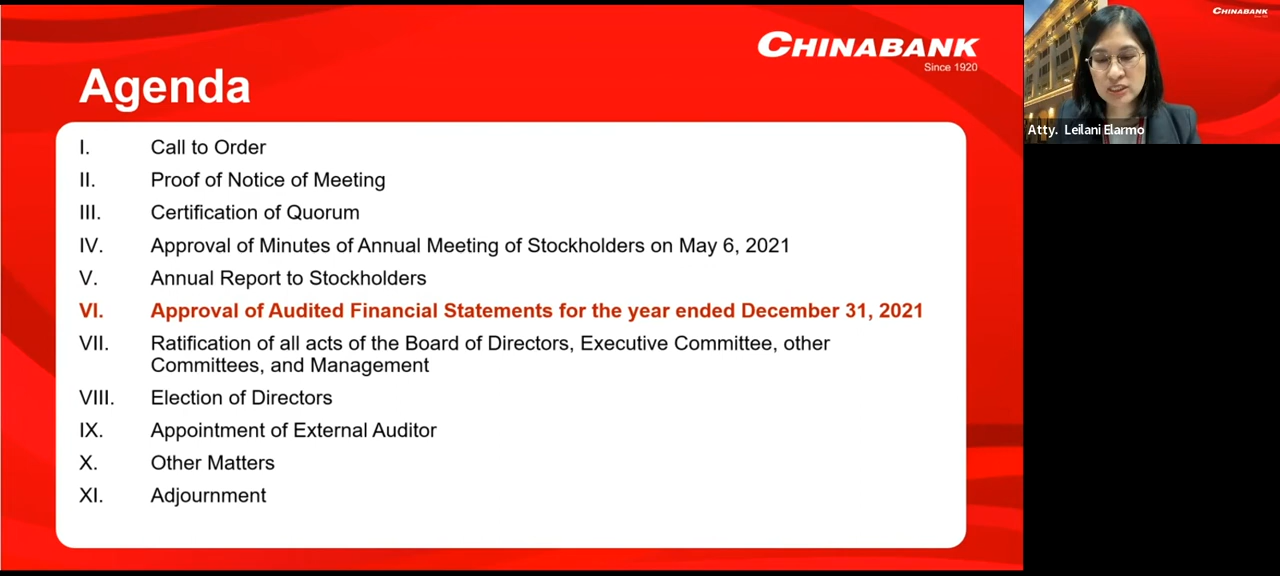 CHINABANK
Since 1920
Agenda
I. Call to Order
II. Proof of Notice of Meeting
III. Certification of Quorum
IV. Approval of Minutes of Annual Meeting of Stockholders on May 6, 2021
V. Annual Report to Stockholders
VI. Approval of Audited Financial Statements for the year ended December 31, 2021
VII. Ratification of all acts of the Board of Directors, Executive Committee, other
Committees, and Management
VIII. Election of Directors
IX. Appointment of External Auditor
X. Other Matters
XI. Adjournment
CHINABANK
Atty. Leilani Elarmo